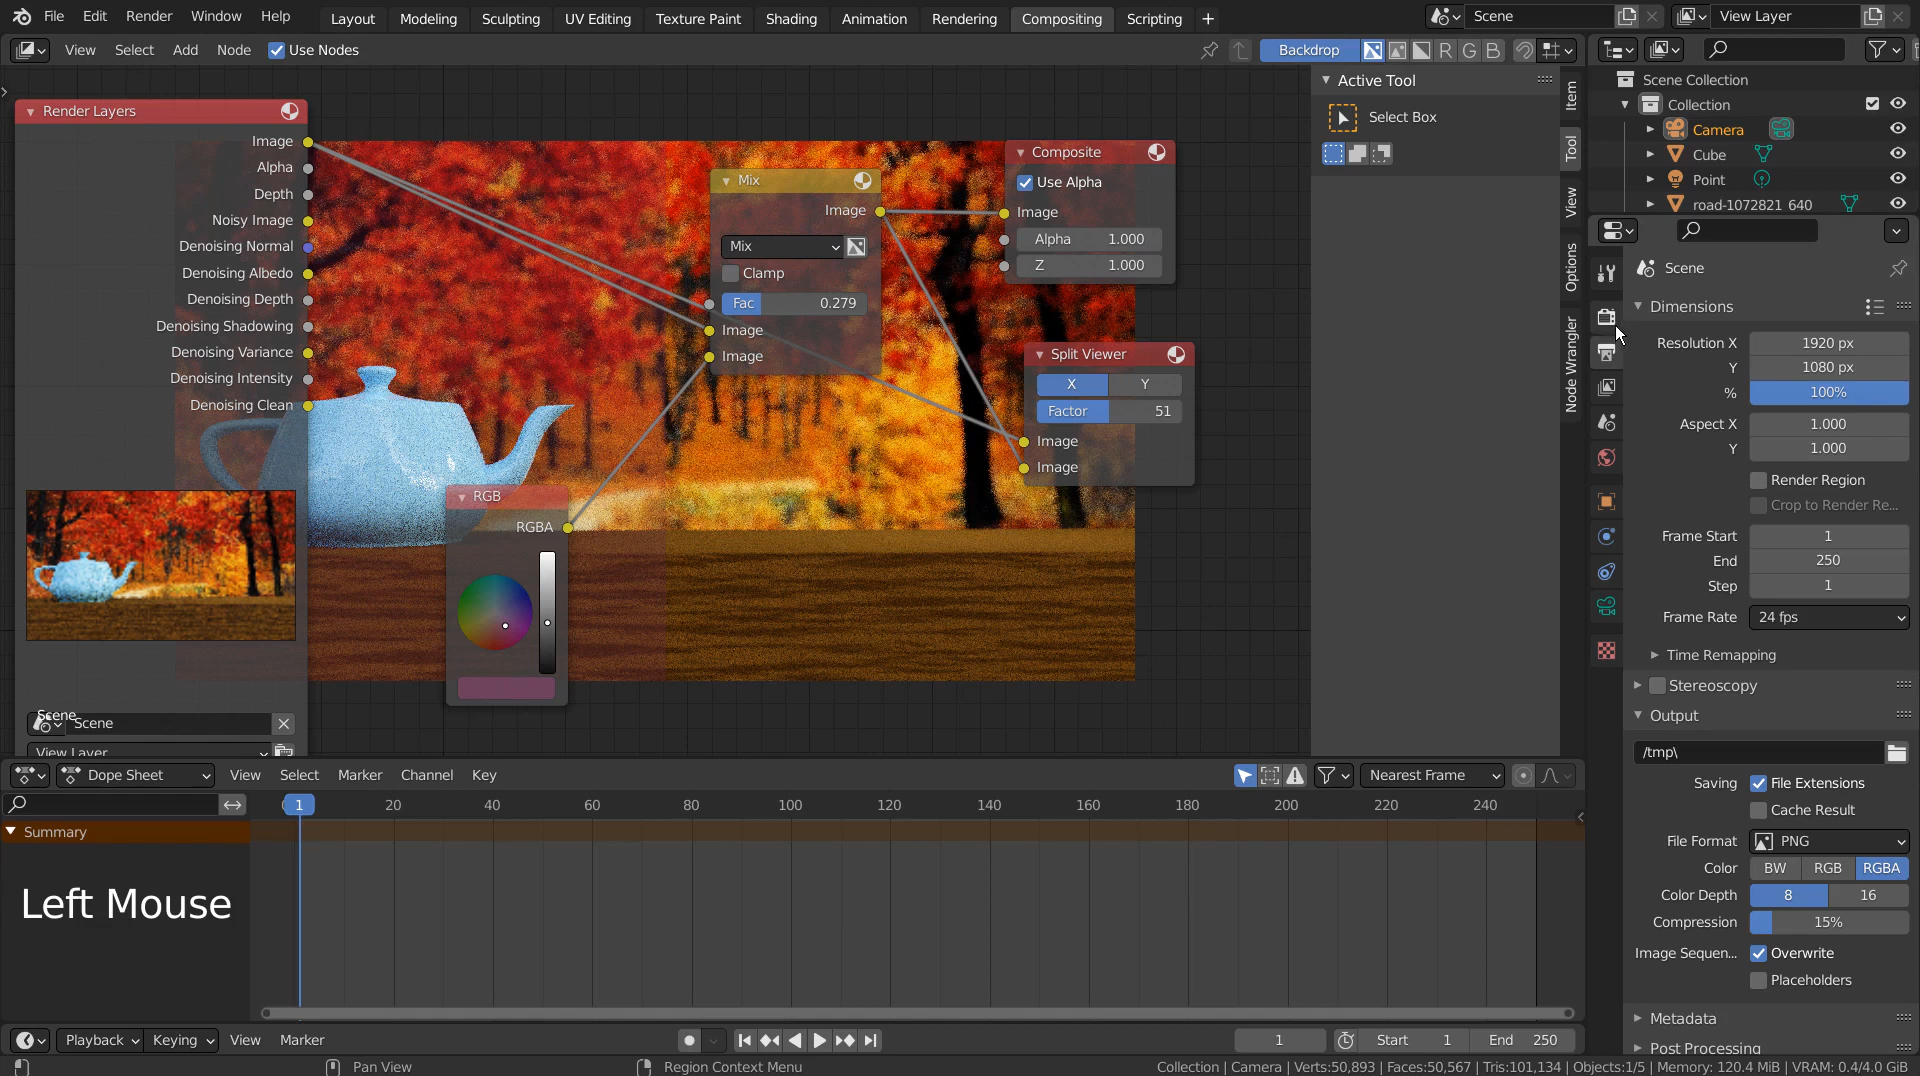 File Edit Render Window Help Layout Modeling Sculpting UV Editing Texture Paint Shading Animation Rendering Compositing Scripting + Scene View Layer
View Select Add Node Use Nodes Backdrop R G B
Active Tool
Select Box
Item
Tool
View
Options
Node Wrangler
Render Layers
Image
Alpha
Depth
Noisy Image
Denoising Normal
Denoising Albedo
Denoising Depth
Denoising Shadowing
Denoising Variance
Denoising Intensity
Denoising Clean
Scene
Scene
View Layer
Mix
Image
Mix
Clamp
Fac 0.279
Image
Image
RGB
RGBA
Composite
Use Alpha
Image
Alpha 1.000
Z 1.000
Split Viewer
X Y
Factor 51
Image
Image
Scene Collection
Collection
Camera
Cube
Point
road-1072821_640
Scene
Dimensions
Resolution X 1920 px
Y 1080 px
% 100%
Aspect X 1.000
Y 1.000
Render Region
Crop to Render Re...
Frame Start 1
End 250
Step 1
Frame Rate 24 fps
Time Remapping
Stereoscopy
Output
/tmp\
Saving File Extensions
Cache Result
File Format PNG
Color BW RGB RGBA
Color Depth 8 16
Compression 15%
Image Sequen... Overwrite
Placeholders
Metadata
Post Processing
Dope Sheet View Select Marker Channel Key Nearest Frame
1 20 40 60 80 100 120 140 160 180 200 220 240
Summary
Left Mouse
Playback Keying View Marker 1 Start 1 End 250
Pan View Region Context Menu Collection | Camera | Verts:50,893 | Faces:50,567 | Tris:101,134 | Objects:1/5 | Memory: 120.4 MiB | VRAM: 0.4/4.0 GiB